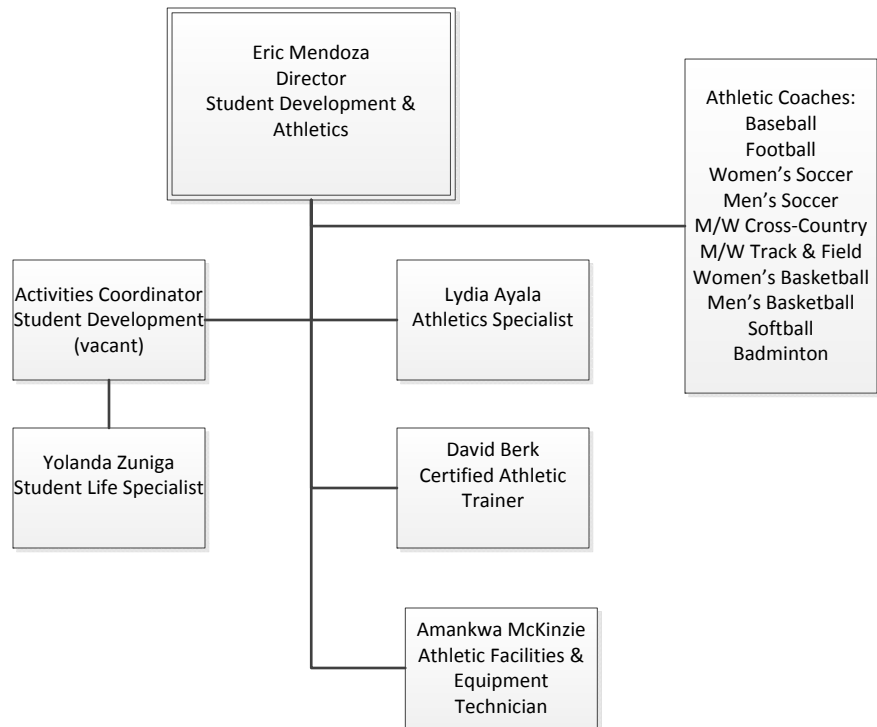 Eric Mendoza
Director
Student Development &
Athletics
Athletic Coaches:
Baseball
Football
Women’s Soccer
Men’s Soccer
M/W Cross-Country
M/W Track & Field
Women’s Basketball
Men’s Basketball
Softball
Badminton
Activities Coordinator
Student Development
(vacant)
Lydia Ayala
Athletics Specialist
Yolanda Zuniga
Student Life Specialist
David Berk
Certified Athletic
Trainer
Amankwa McKinzie
Athletic Facilities &
Equipment
Technician